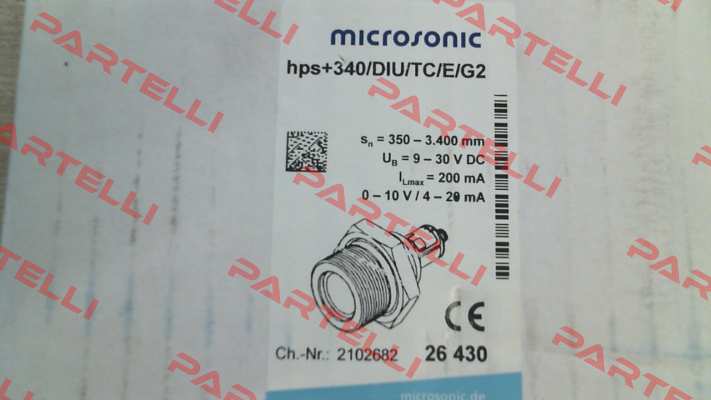 microsonic
hps+340/DIU/TC/E/G2
sn = 350 – 3.400 mm
UB = 9 – 30 V DC
ILmax = 200 mA
0 – 10 V / 4 – 20 mA
CE
Ch.-Nr.: 2102682 26 430
microsonic.de
PARTELLI
PARTELLI
PARTELLI
PARTELLI
PARTELLI
PARTELLI
PARTELLI
PARTELLI